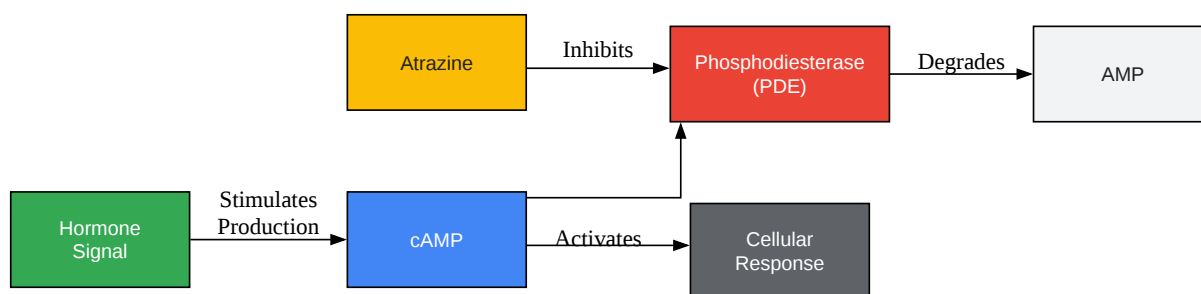 Atrazine
Inhibits
Phosphodiesterase
(PDE)
Degrades
AMP
Hormone
Signal
Stimulates
Production
cAMP
Activates
Cellular
Response